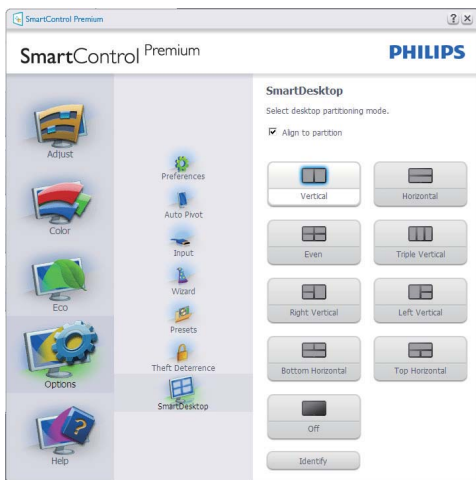 SmartControl Premium
SmartControl Premium
PHILIPS
Adjust
Color
Eco
Options
Help
Preferences
Auto Pivot
Input
Wizard
Presets
Theft Deterrence
SmartDesktop
SmartDesktop
Select desktop partitioning mode.
Align to partition
Vertical
Horizontal
Even
Triple Vertical
Right Vertical
Left Vertical
Bottom Horizontal
Top Horizontal
Off
Identify